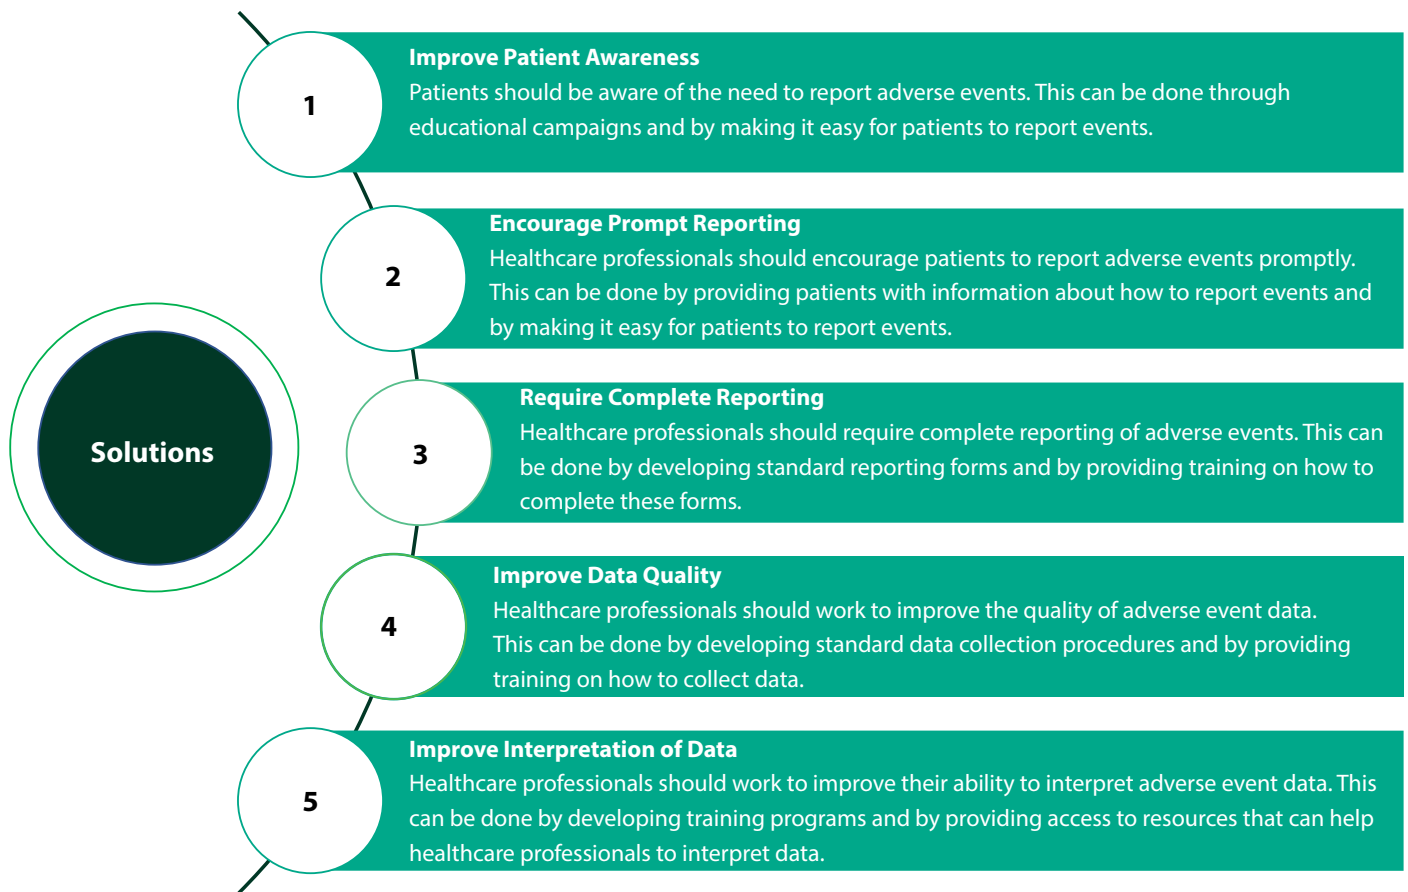 1
Improve Patient Awareness
Patients should be aware of the need to report adverse events. This can be done through
educational campaigns and by making it easy for patients to report events.
2
Encourage Prompt Reporting
Healthcare professionals should encourage patients to report adverse events promptly.
This can be done by providing patients with information about how to report events and
by making it easy for patients to report events.
Solutions
3
Require Complete Reporting
Healthcare professionals should require complete reporting of adverse events. This can
be done by developing standard reporting forms and by providing training on how to
complete these forms.
4
Improve Data Quality
Healthcare professionals should work to improve the quality of adverse event data.
This can be done by developing standard data collection procedures and by providing
training on how to collect data.
5
Improve Interpretation of Data
Healthcare professionals should work to improve their ability to interpret adverse event data. This
can be done by developing training programs and by providing access to resources that can help
healthcare professionals to interpret data.